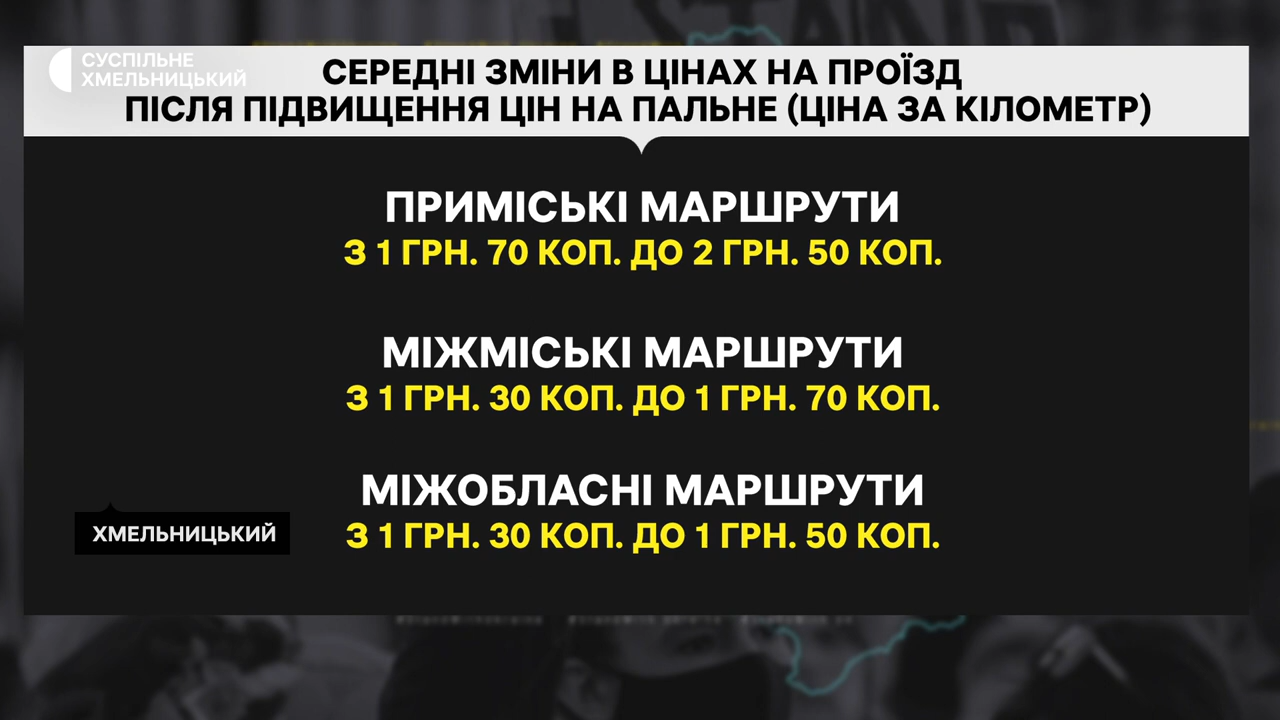 СУСПІЛЬНЕ
ХМЕЛЬНИЦЬКИЙ
СЕРЕДНІ ЗМІНИ В ЦІНАХ НА ПРОЇЗД
ПІСЛЯ ПІДВИЩЕННЯ ЦІН НА ПАЛЬНЕ (ЦІНА ЗА КІЛОМЕТР)
ПРИМІСЬКІ МАРШРУТИ
З 1 ГРН. 70 КОП. ДО 2 ГРН. 50 КОП.
МІЖМІСЬКІ МАРШРУТИ
З 1 ГРН. 30 КОП. ДО 1 ГРН. 70 КОП.
МІЖОБЛАСНІ МАРШРУТИ
З 1 ГРН. 30 КОП. ДО 1 ГРН. 50 КОП.
ХМЕЛЬНИЦЬКИЙ